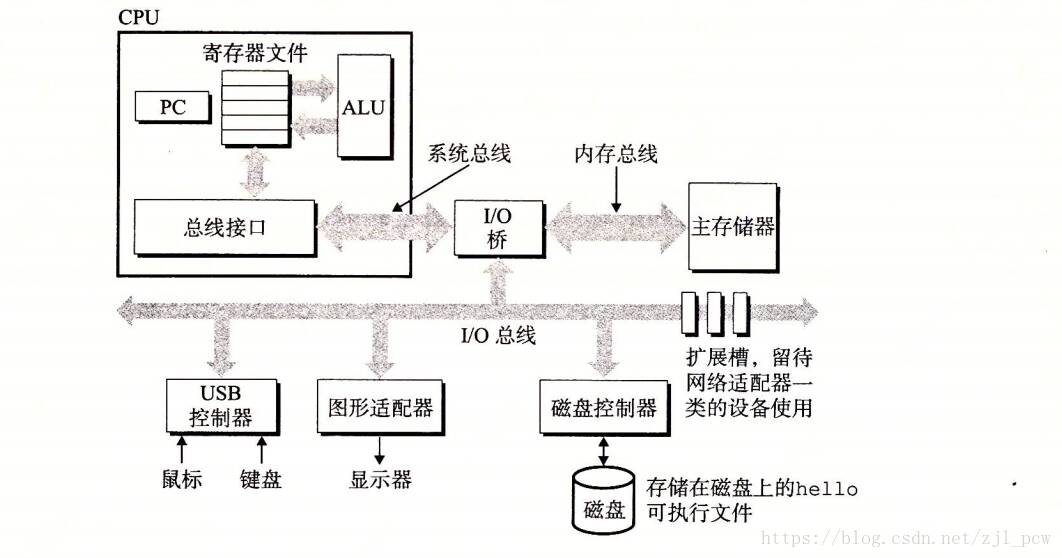 CPU
寄存器文件
PC
ALU
系统总线
内存总线
总线接口
I/O
桥
主存储器
I/O 总线
扩展槽，留待
网络适配器一
类的设备使用
USB
控制器
图形适配器
磁盘控制器
鼠标
键盘
显示器
磁盘
存储在磁盘上的hello
可执行文件
https://blog.csdn.net/zjl_pcw